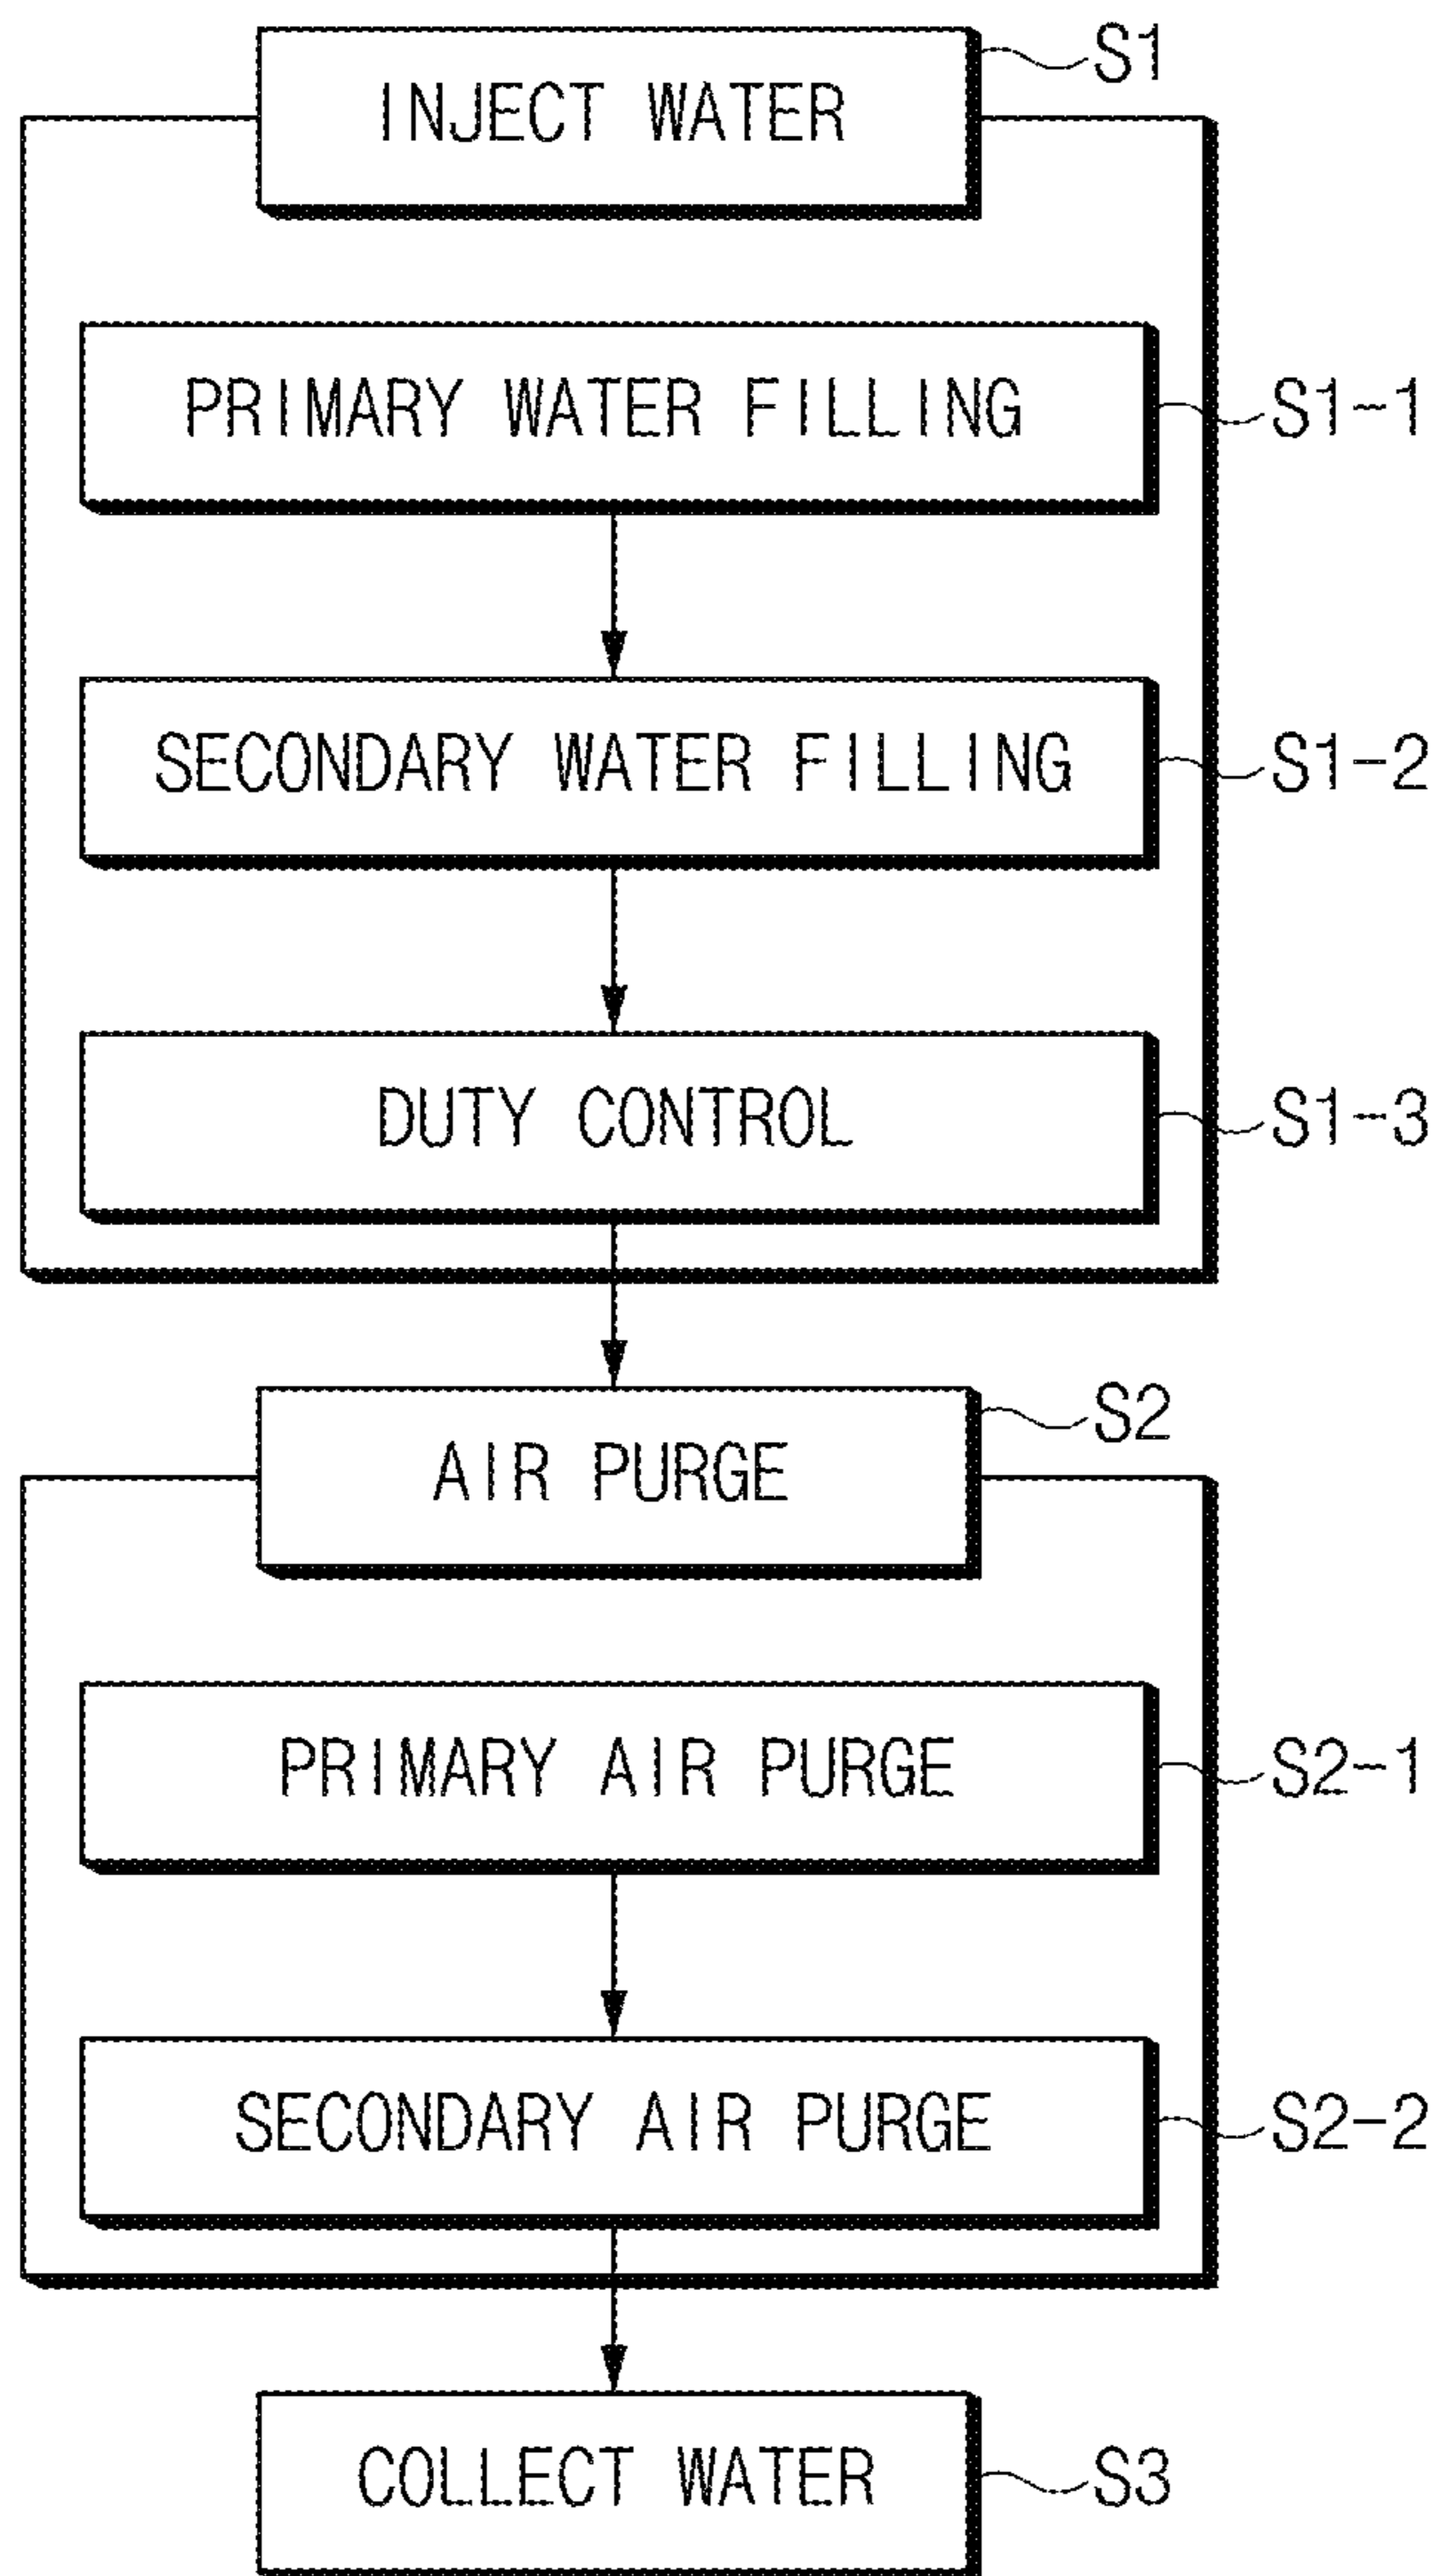 INJECT WATER
S1
PRIMARY WATER FILLING
S1-1
SECONDARY WATER FILLING
S1-2
DUTY CONTROL
S1-3
AIR PURGE
S2
PRIMARY AIR PURGE
S2-1
SECONDARY AIR PURGE
S2-2
COLLECT WATER
S3